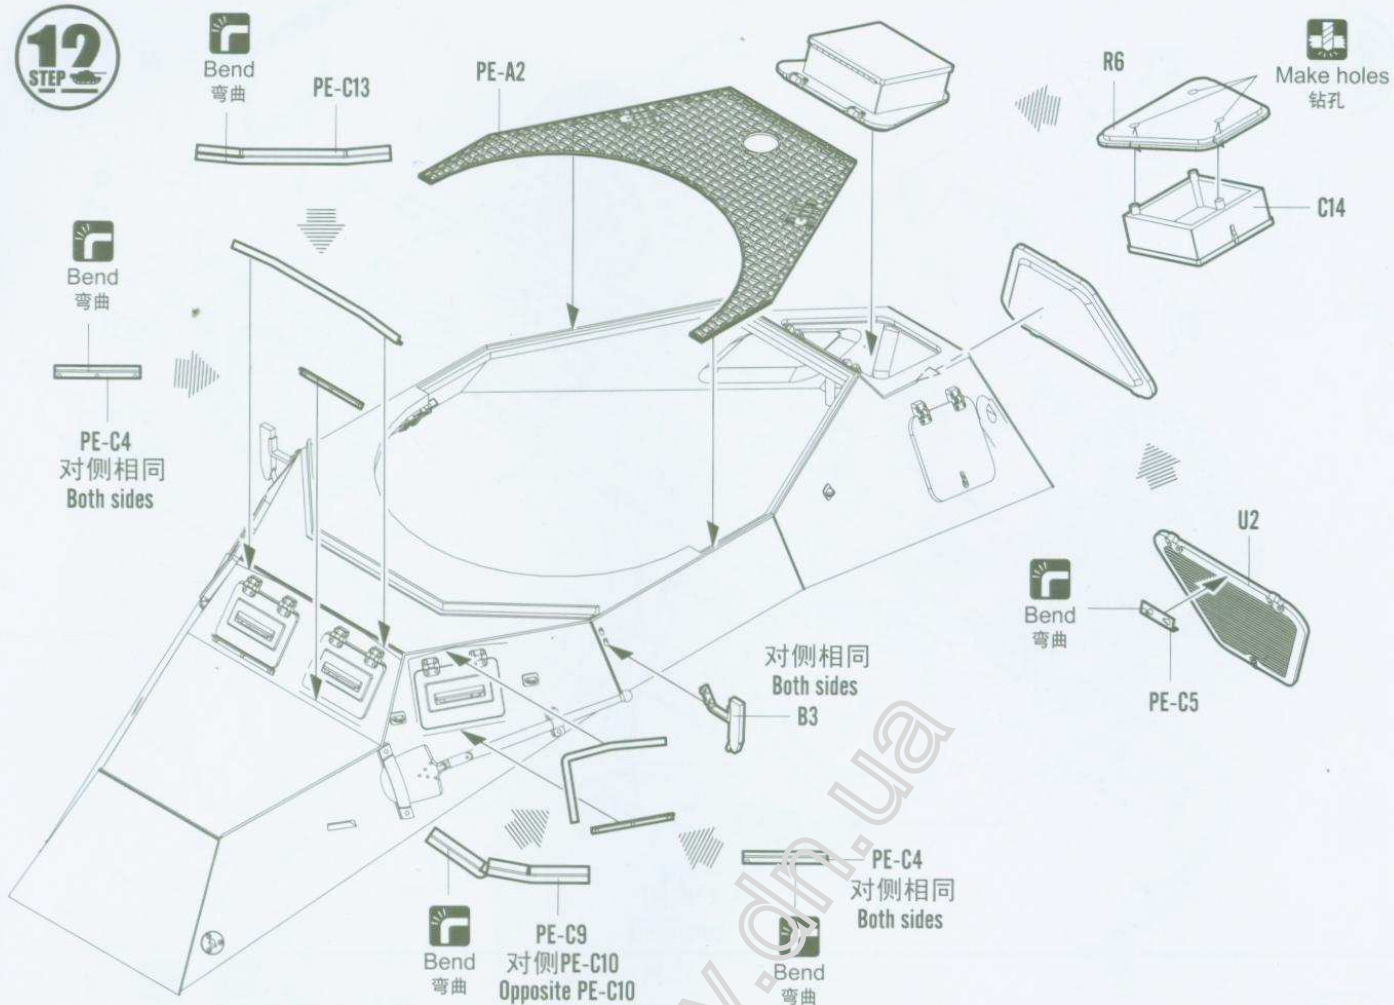 12
STEP
Bend
弯曲
PE-C13
PE-A2
R6
Make holes
钻孔
C14
Bend
弯曲
PE-C4
对侧相同
Both sides
U2
Bend
弯曲
PE-C5
对侧相同
Both sides
B3
PE-C4
对侧相同
Both sides
Bend
弯曲
PE-C9
对侧PE-C10
Opposite PE-C10
Bend
弯曲
.dn.ua